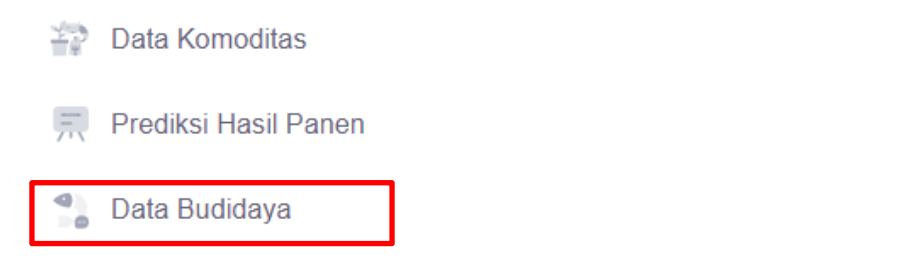 Data Komoditas
Prediksi Hasil Panen
Data Budidaya